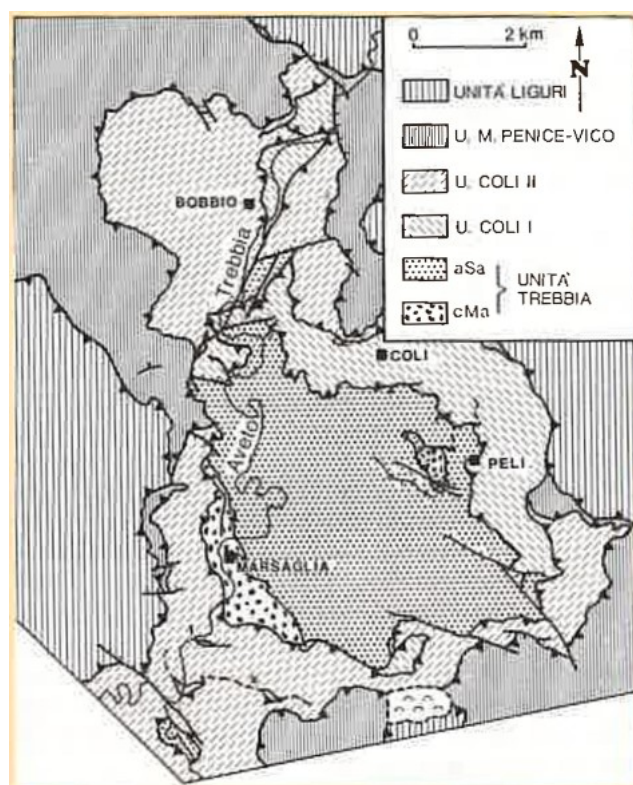 0 2 km
N
UNITÀ LIGURI
U. M. PENICE-VICO
U. COLI II
U. COLI I
aSa
cMa
UNITÀ
TREBBIA
BOBBIO
Trebbia
COLI
Aveto
PELI
MARSAGLIA